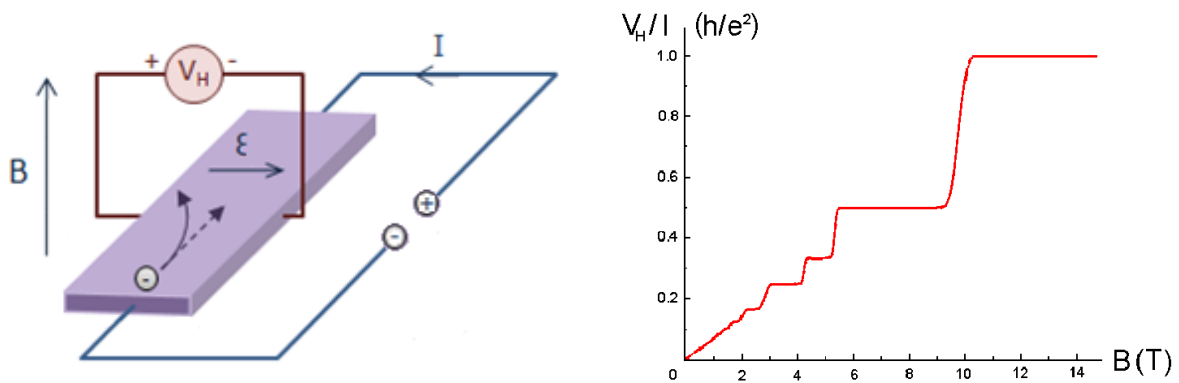 + V_H -
I
B
ε
+
-
-
V_H/I (h/e²)
1.0
0.8
0.6
0.4
0.2
0 2 4 6 8 10 12 14 B(T)